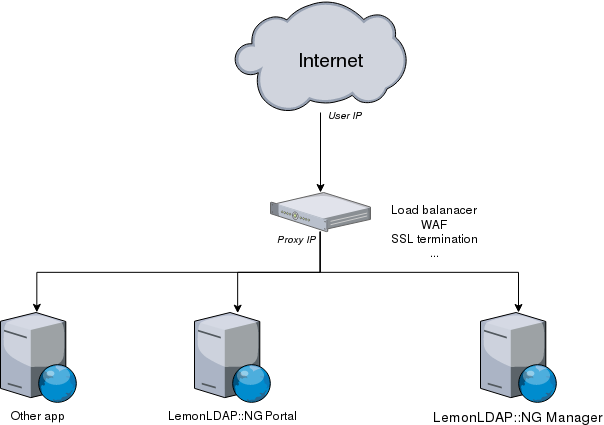 Internet
User IP
Load balanacer
WAF
SSL termination
...
Proxy IP
Other app
LemonLDAP::NG Portal
LemonLDAP::NG Manager